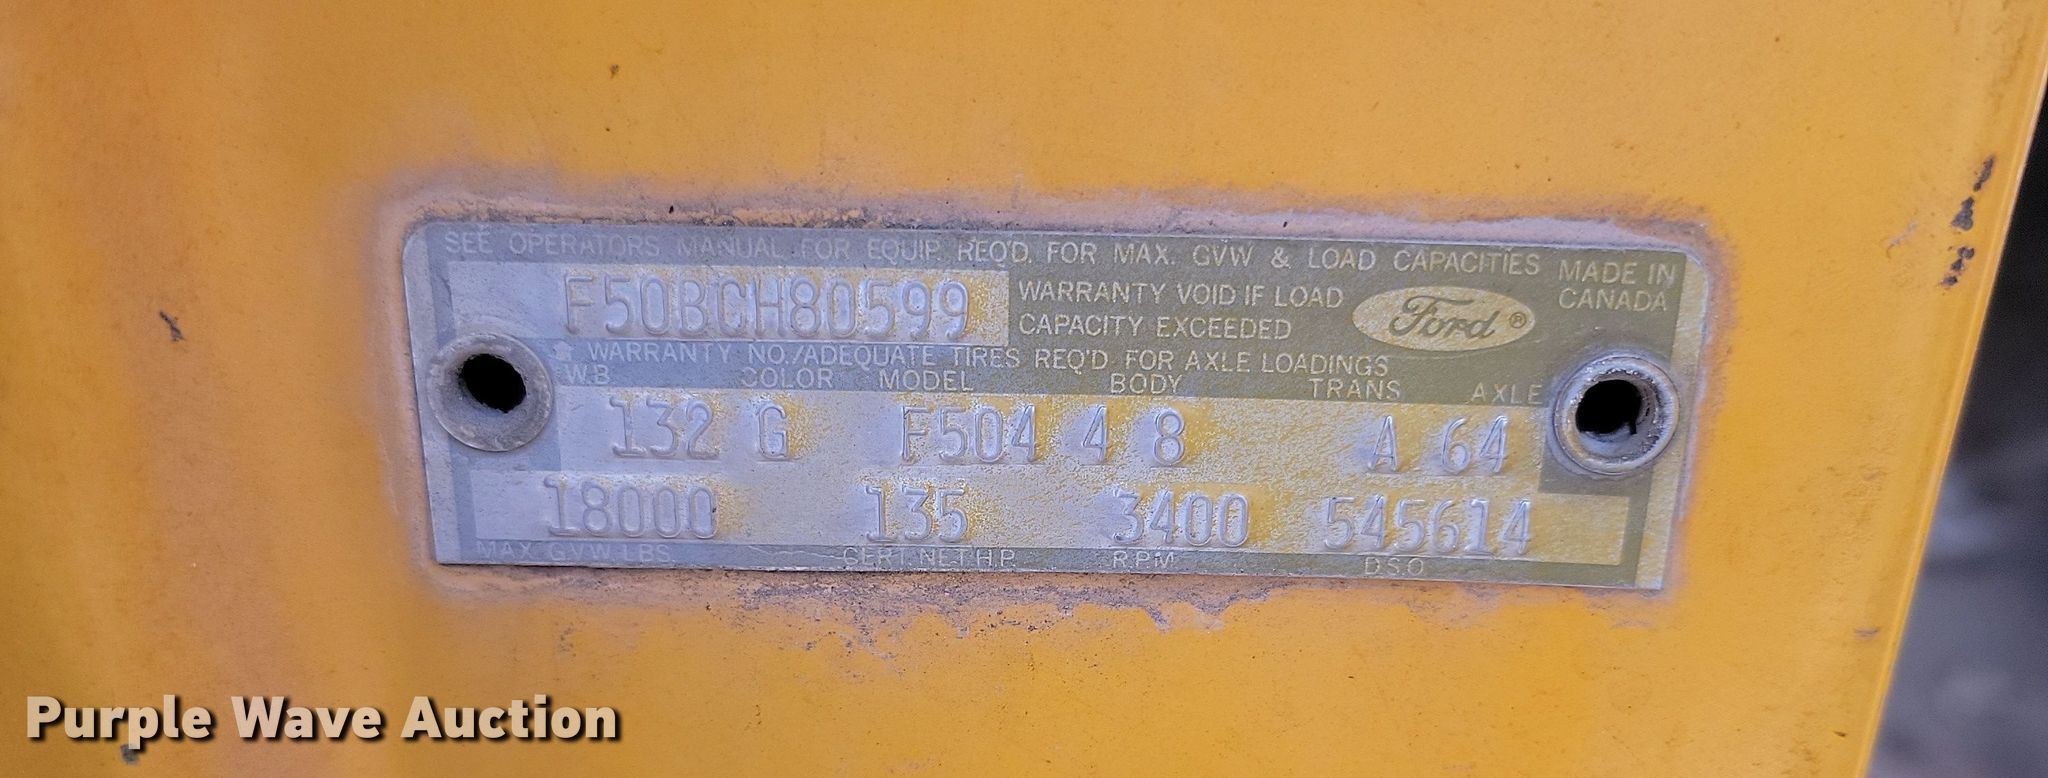 SEE OPERATORS MANUAL FOR EQUIP. REQ'D. FOR MAX. GVW & LOAD CAPACITIES
MADE IN
CANADA
F50BCH80599
WARRANTY VOID IF LOAD
CAPACITY EXCEEDED
Ford®
WARRANTY NO./ADEQUATE TIRES REQ'D FOR AXLE LOADINGS
W.B COLOR MODEL BODY TRANS AXLE
132 G F504 4 8 A 64
18000 135 3400 545614
MAX. GVW LBS. CERT. NET H.P. R.P.M. D.S.O.
Purple Wave Auction